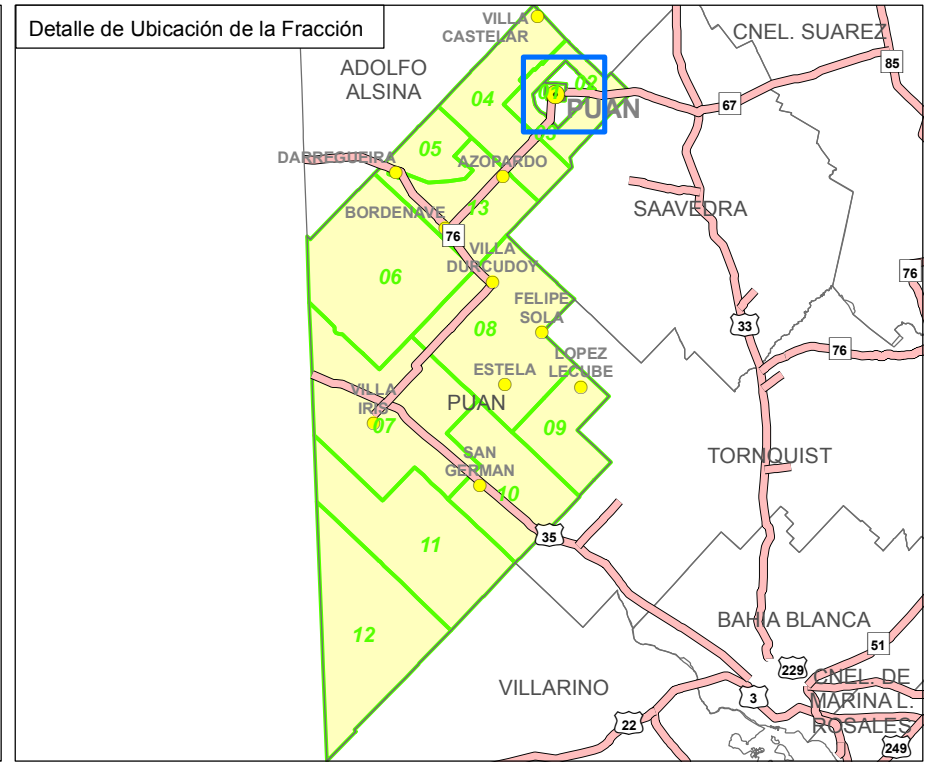 Detalle de Ubicación de la Fracción
VILLA
CASTELAR
CNEL. SUAREZ
85
ADOLFO
ALSINA
04
01
02
PUAN
67
03
DARREGUEIRA
05
AZOPARDO
BORDENAVE
13
SAAVEDRA
76
VILLA
DURCUDOY
06
76
FELIPE
SOLA
08
33
LOPEZ
LECUBE
76
ESTELA
VILLA
IRIS
PUAN
07
09
SAN
GERMAN
TORNQUIST
10
35
11
12
BAHIA BLANCA
51
229
VILLARINO
3
CNEL. DE
MARINA L.
ROSALES
22
249